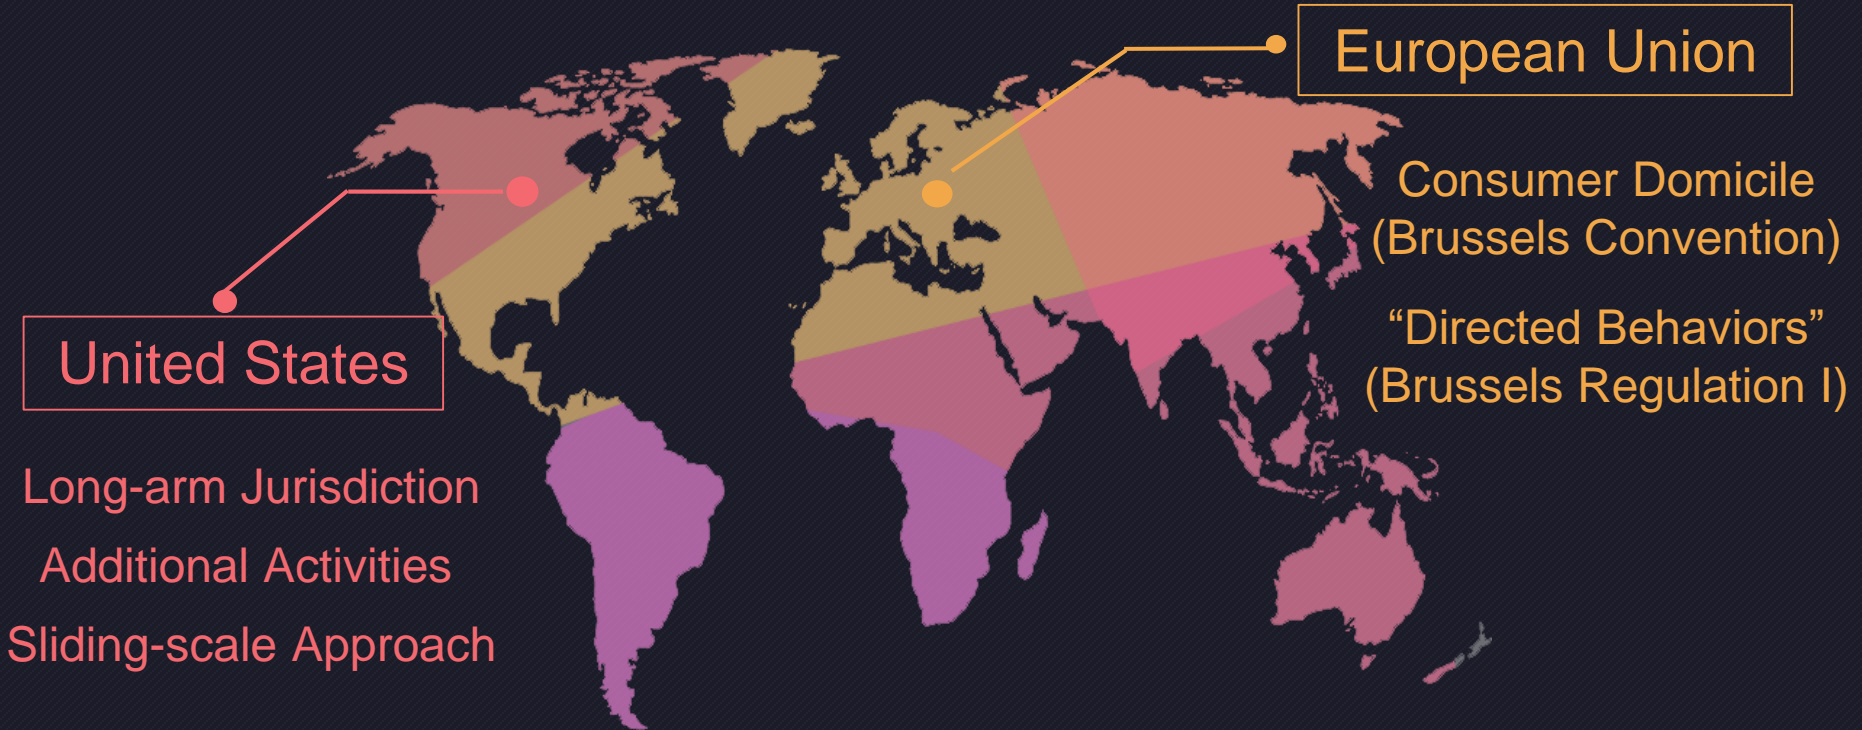 European Union
Consumer Domicile
(Brussels Convention)
“Directed Behaviors”
(Brussels Regulation I)
United States
Long-arm Jurisdiction
Additional Activities
Sliding-scale Approach